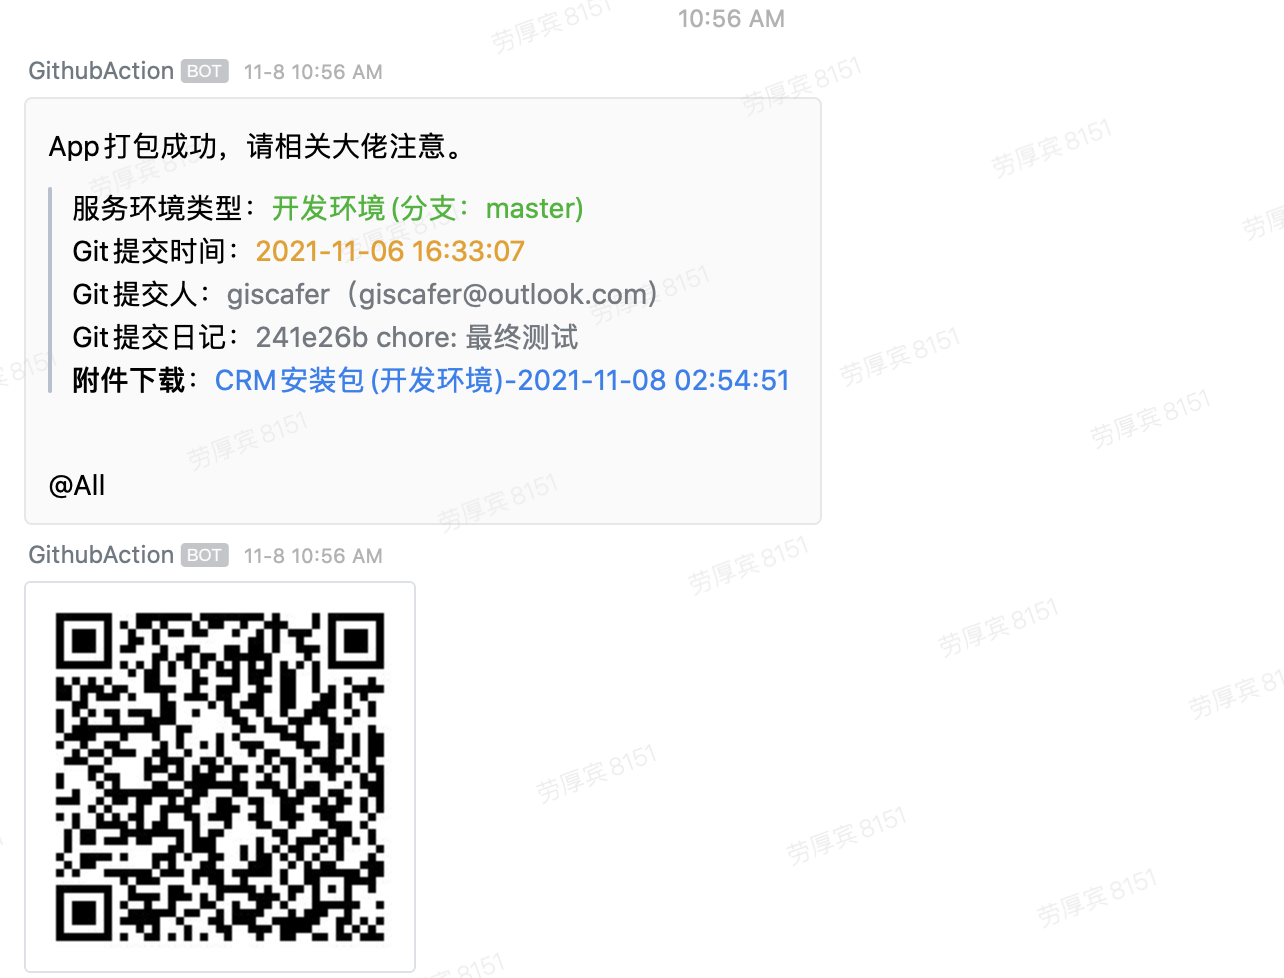 10:56 AM
GithubAction BOT 11-8 10:56 AM
App打包成功，请相关大佬注意。
服务环境类型：开发环境(分支：master)
Git提交时间：2021-11-06 16:33:07
Git提交人：giscafer（giscafer@outlook.com）
Git提交日记：241e26b chore: 最终测试
附件下载：CRM安装包(开发环境)-2021-11-08 02:54:51
@All
GithubAction BOT 11-8 10:56 AM
劳厚宾8151